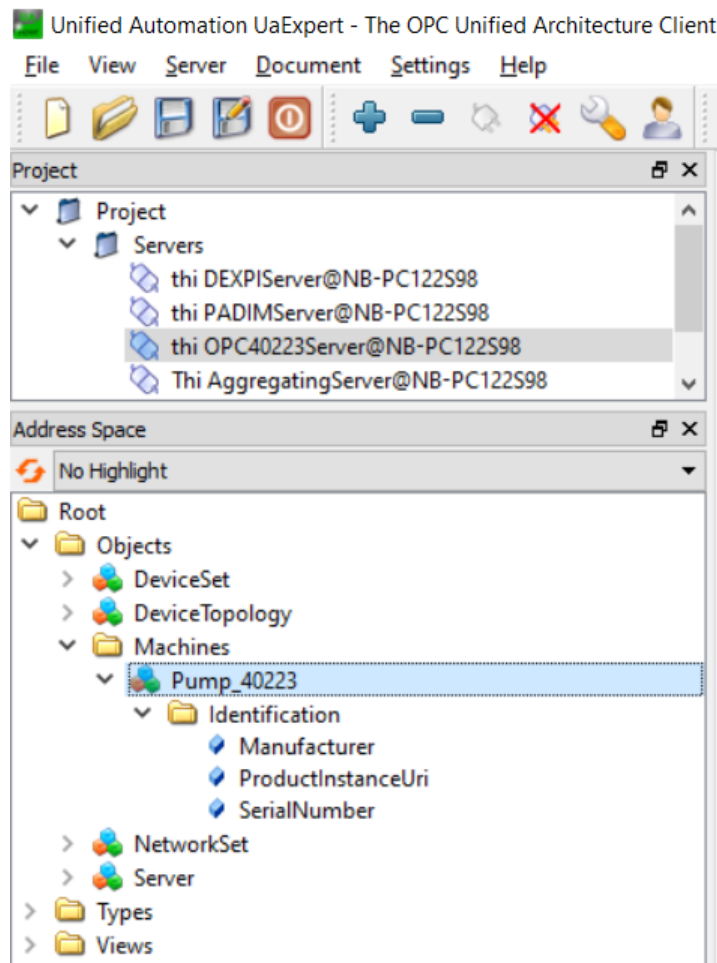 Unified Automation UaExpert - The OPC Unified Architecture Client
File View Server Document Settings Help
Project
Project
Servers
thi DEXPIServer@NB-PC122S98
thi PADIMServer@NB-PC122S98
thi OPC40223Server@NB-PC122S98
Thi AggregatingServer@NB-PC122S98
Address Space
No Highlight
Root
Objects
DeviceSet
DeviceTopology
Machines
Pump_40223
Identification
Manufacturer
ProductInstanceUri
SerialNumber
NetworkSet
Server
Types
Views